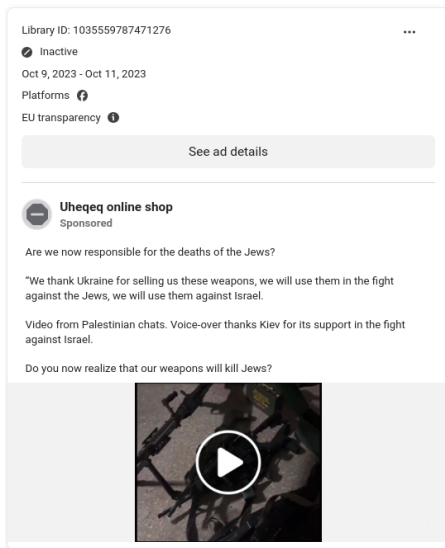 Library ID: 1035559787471276
Inactive
Oct 9, 2023 - Oct 11, 2023
Platforms
EU transparency
See ad details
Uheqeq online shop
Sponsored
Are we now responsible for the deaths of the Jews?
"We thank Ukraine for selling us these weapons, we will use them in the fight
against the Jews, we will use them against Israel.
Video from Palestinian chats. Voice-over thanks Kiev for its support in the fight
against Israel.
Do you now realize that our weapons will kill Jews?